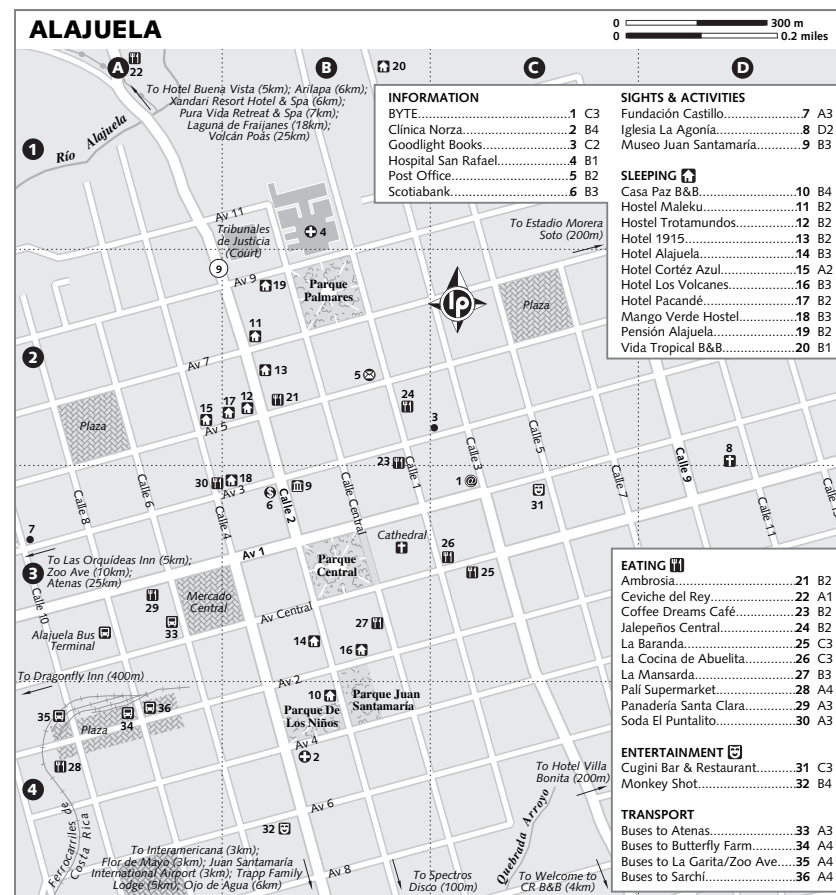 ALAJUELA
0 300 m
0 0.2 miles
A
B
C
D
1
2
3
4
22
20
To Hotel Buena Vista (5km); Arilapa (6km);
Xandari Resort Hotel & Spa (6km);
Pura Vida Retreat & Spa (7km);
Laguna de Fraijanes (18km);
Volcán Poás (25km)
Río Alajuela
INFORMATION
BYTE 1 C3
Clínica Norza 2 B4
Goodlight Books 3 C2
Hospital San Rafael 4 B1
Post Office 5 B2
Scotiabank 6 B3
SIGHTS & ACTIVITIES
Fundación Castillo 7 A3
Iglesia La Agonía 8 D2
Museo Juan Santamaría 9 B3
SLEEPING
Casa Paz B&B 10 B4
Hostel Maleku 11 B2
Hostel Trotamundos 12 B2
Hotel 1915 13 B2
Hotel Alajuela 14 B3
Hotel Cortéz Azul 15 A2
Hotel Los Volcanes 16 B3
Hotel Pacandé 17 B2
Mango Verde Hostel 18 B3
Pensión Alajuela 19 B2
Vida Tropical B&B 20 B1
Av 11
Tribunales
de Justicia
(Court)
4
To Estadio Morera
Soto (200m)
9
Av 9
19
Parque
Palmares
lp
Plaza
11
Av 7
13
5
24
3
15
17
12
21
Av 5
Plaza
8
23
1 @
31
30
18
Av 3
6
9
Calle 8
Calle 6
Calle 4
Calle 2
Calle Central
Calle 1
Calle 3
Calle 5
Calle 7
Calle 9
Calle 11
Calle 13
7
Av 1
Cathedral
26
25
To Las Orquídeas Inn (5km);
Zoo Ave (10km);
Atenas (25km)
Parque
Central
Calle 10
Mercado
Central
29
33
Av Central
27
14
16
Alajuela Bus
Terminal
To Dragonfly Inn (400m)
Av 2
10
Parque Juan
Santamaría
Parque De
Los Niños
35
34
36
Plaza
Av 4
2
28
Av 6
32
Ferrocarriles de
Costa Rica
To Hotel Villa
Bonita (200m)
Quebrada Arroyo
To Interamericana (3km);
Flor de Mayo (3km); Juan Santamaría
International Airport (3km); Trapp Family
Lodge (5km); Ojo de Agua (6km)
Av 8
To Spectros
Disco (100m)
To Welcome to
CR B&B (4km)
EATING
Ambrosia 21 B2
Ceviche del Rey 22 A1
Coffee Dreams Café 23 B2
Jalepeños Central 24 B2
La Baranda 25 C3
La Cocina de Abuelita 26 C3
La Mansarda 27 B3
Palí Supermarket 28 A4
Panadería Santa Clara 29 A3
Soda El Puntalito 30 A3
ENTERTAINMENT
Cugini Bar & Restaurant 31 C3
Monkey Shot 32 B4
TRANSPORT
Buses to Atenas 33 A3
Buses to Butterfly Farm 34 A4
Buses to La Garita/Zoo Ave 35 A4
Buses to Sarchí 36 A4